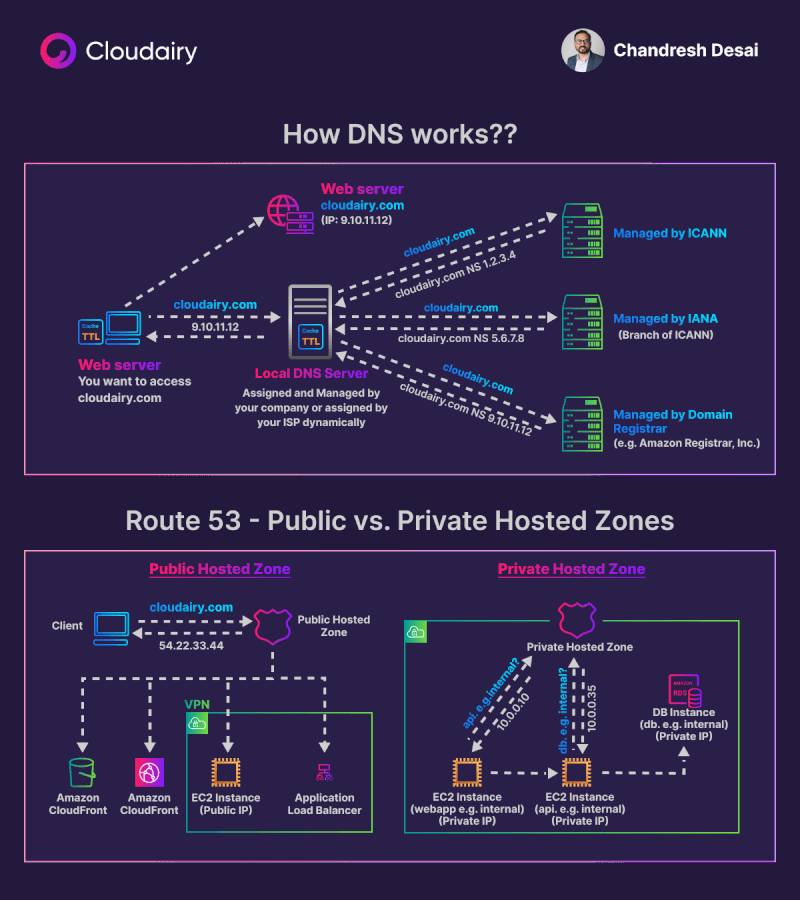 Cloudairy
Chandresh Desai
How DNS works??
Web server
cloudairy.com
(IP: 9.10.11.12)
cloudairy.com
cloudairy.com NS 1.2.3.4
Managed by ICANN
cloudairy.com
9.10.11.12
Cache
TTL
Cache
TTL
cloudairy.com
cloudairy.com NS 5.6.7.8
Managed by IANA
(Branch of ICANN)
Web server
You want to access
cloudairy.com
Local DNS Server
Assigned and Managed by
your company or assigned by
your ISP dynamically
cloudairy.com
cloudairy.com NS 9.10.11.12
Managed by Domain
Registrar
(e.g. Amazon Registrar, Inc.)
Route 53 - Public vs. Private Hosted Zones
Public Hosted Zone
Client
cloudairy.com
54.22.33.44
Public Hosted
Zone
VPN
Amazon
CloudFront
Amazon
CloudFront
EC2 Instance
(Public IP)
Application
Load Balancer
Private Hosted Zone
Private Hosted Zone
api. e.g.internal?
10.0.0.10
db. e.g. internal?
10.0.0.35
AMAZON
RDS
DB Instance
(db. e.g. internal)
(Private IP)
EC2 Instance
(webapp e.g. internal)
(Private IP)
EC2 Instance
(api. e.g. internal)
(Private IP)